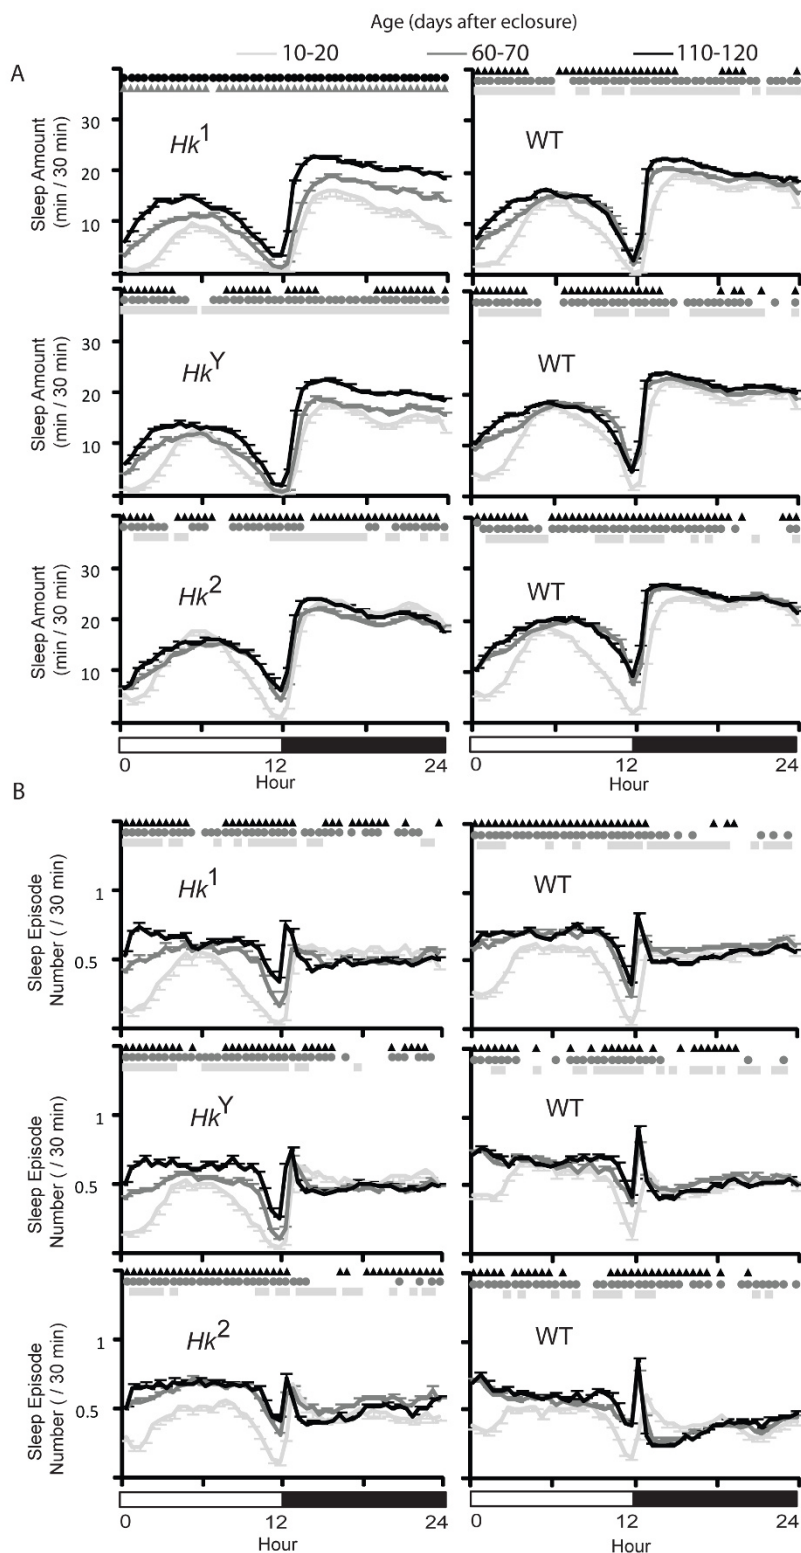 Age (days after eclosure)
10-20 60-70 110-120
A
Sleep Amount
(min / 30 min)
30
20
10
Hk1
WT
Sleep Amount
(min / 30 min)
30
20
10
HkY
WT
Sleep Amount
(min / 30 min)
30
20
10
Hk2
WT
0 12 24 0 12 24
Hour Hour
B
Sleep Episode
Number ( / 30 min)
1
0.5
Hk1
WT
Sleep Episode
Number ( / 30 min)
1
0.5
HkY
WT
Sleep Episode
Number ( / 30 min)
1
0.5
Hk2
WT
0 12 24 0 12 24
Hour Hour